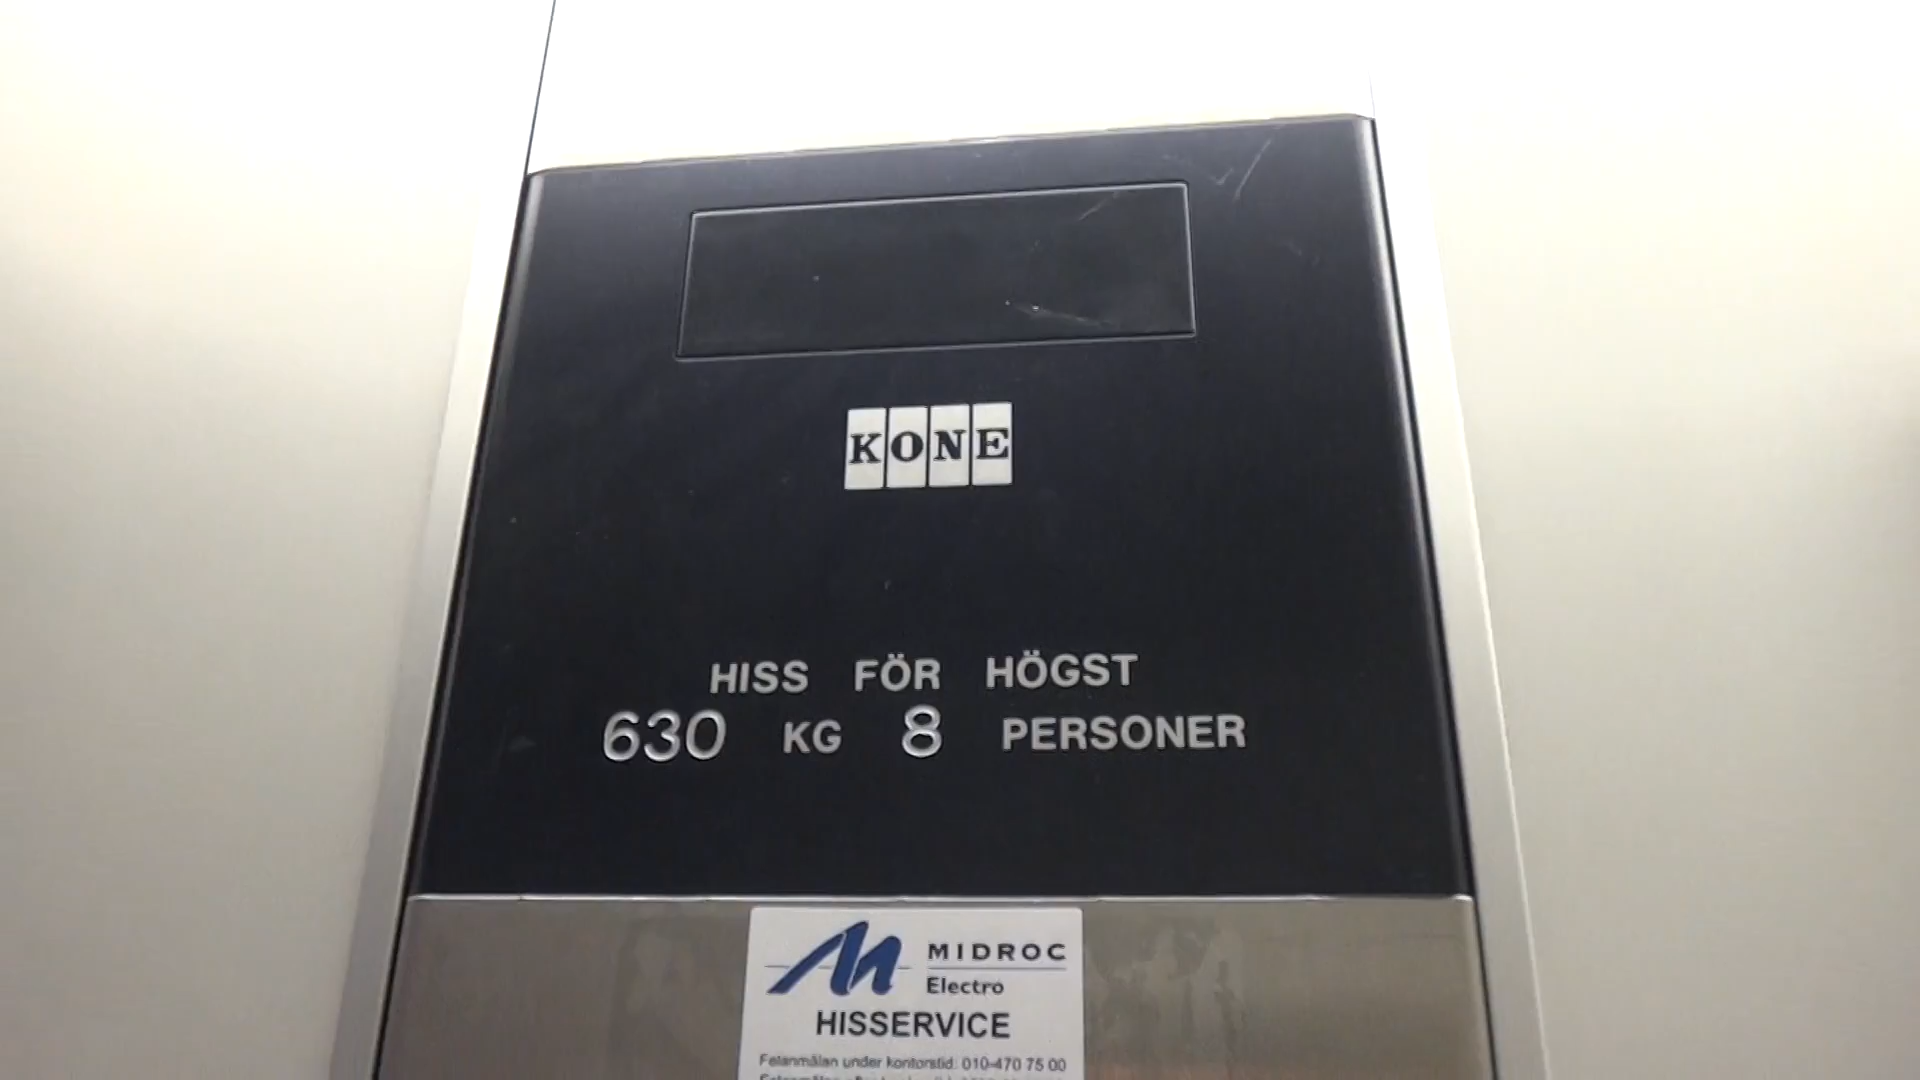 KONE
HISS FÖR HÖGST
630 KG 8 PERSONER
MIDROC
Electro
HISSERVICE
Felanmälan under kontorstid: 010-470 75 00